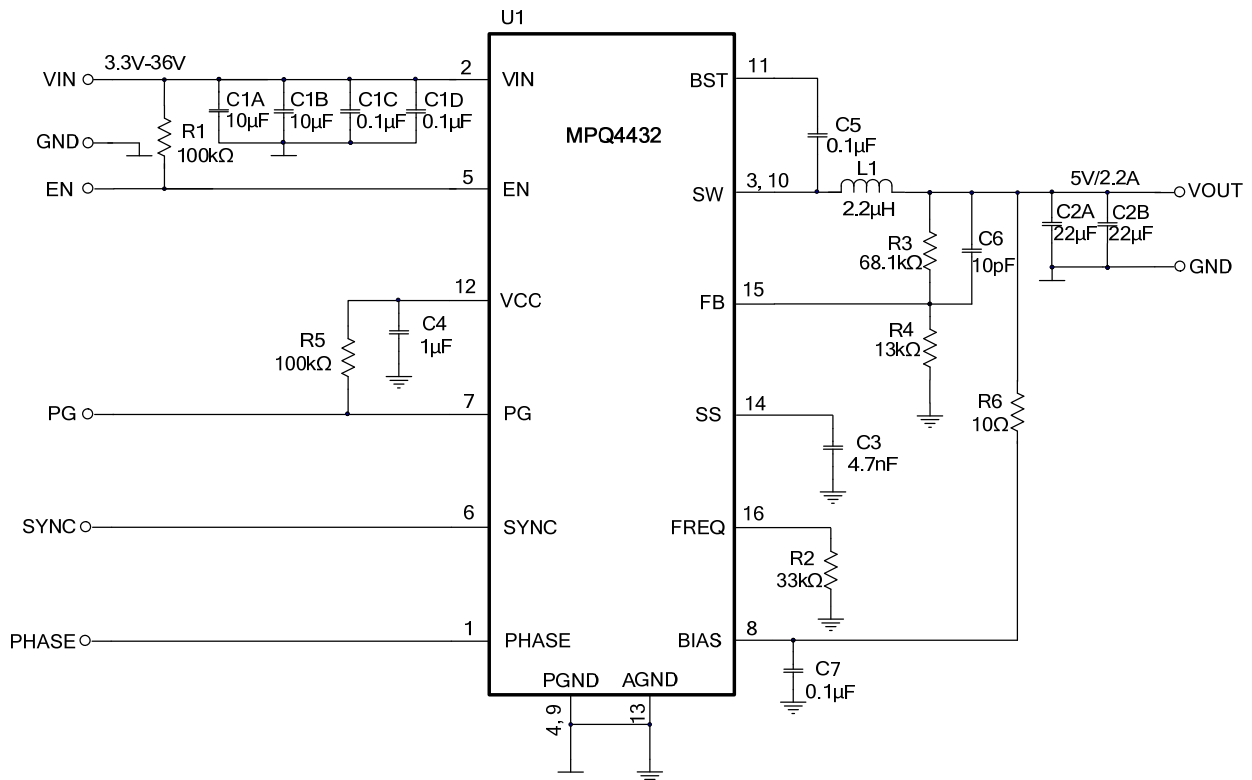 U1
3.3V-36V
VIN
2
VIN
C1A
10µF
C1B
10µF
C1C
0.1µF
C1D
0.1µF
R1
100kΩ
GND
EN
5
EN
MPQ4432
BST
11
C5
0.1µF
L1
2.2µH
SW
3, 10
5V/2.2A
VOUT
C2A
22µF
C2B
22µF
GND
R3
68.1kΩ
C6
10pF
12
VCC
C4
1µF
R5
100kΩ
FB
15
R4
13kΩ
PG
7
PG
SS
14
C3
4.7nF
R6
10Ω
SYNC
6
SYNC
FREQ
16
R2
33kΩ
PHASE
1
PHASE
BIAS
8
C7
0.1µF
PGND
AGND
4, 9
13